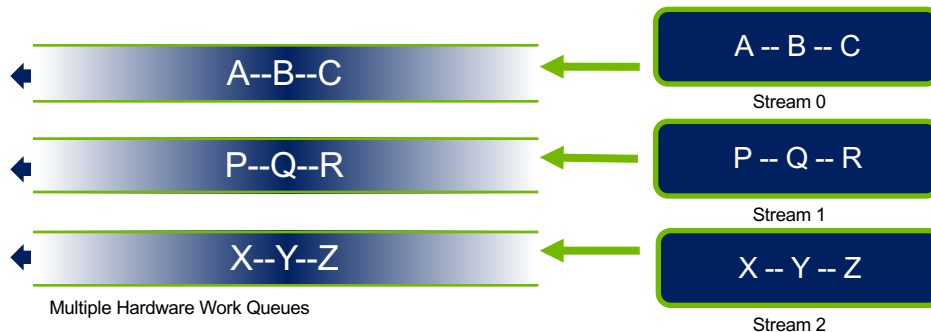 A--B--C
A -- B -- C
Stream 0
P--Q--R
P -- Q -- R
Stream 1
X--Y--Z
X -- Y -- Z
Multiple Hardware Work Queues
Stream 2